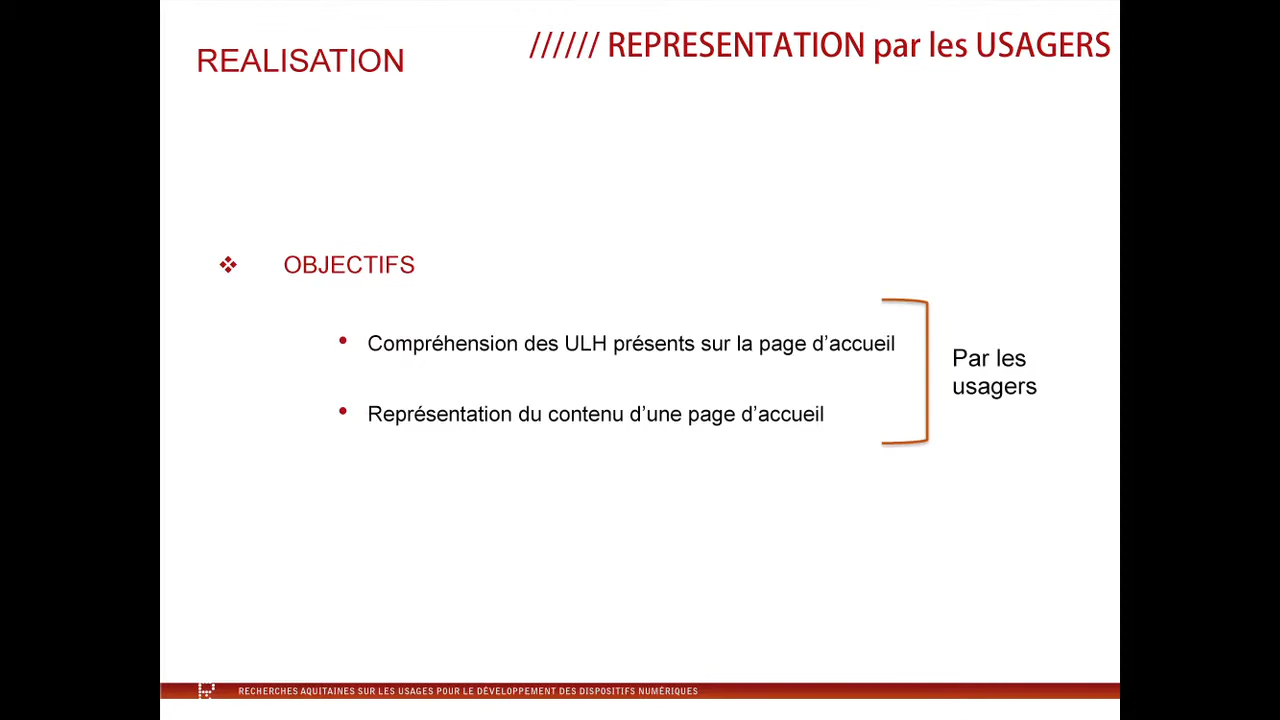 REALISATION
////// REPRESENTATION par les USAGERS
OBJECTIFS
• Compréhension des ULH présents sur la page d’accueil
• Représentation du contenu d’une page d’accueil
Par les
usagers
RECHERCHES AQUITAINES SUR LES USAGES POUR LE DÉVELOPPEMENT DES DISPOSITIFS NUMÉRIQUES